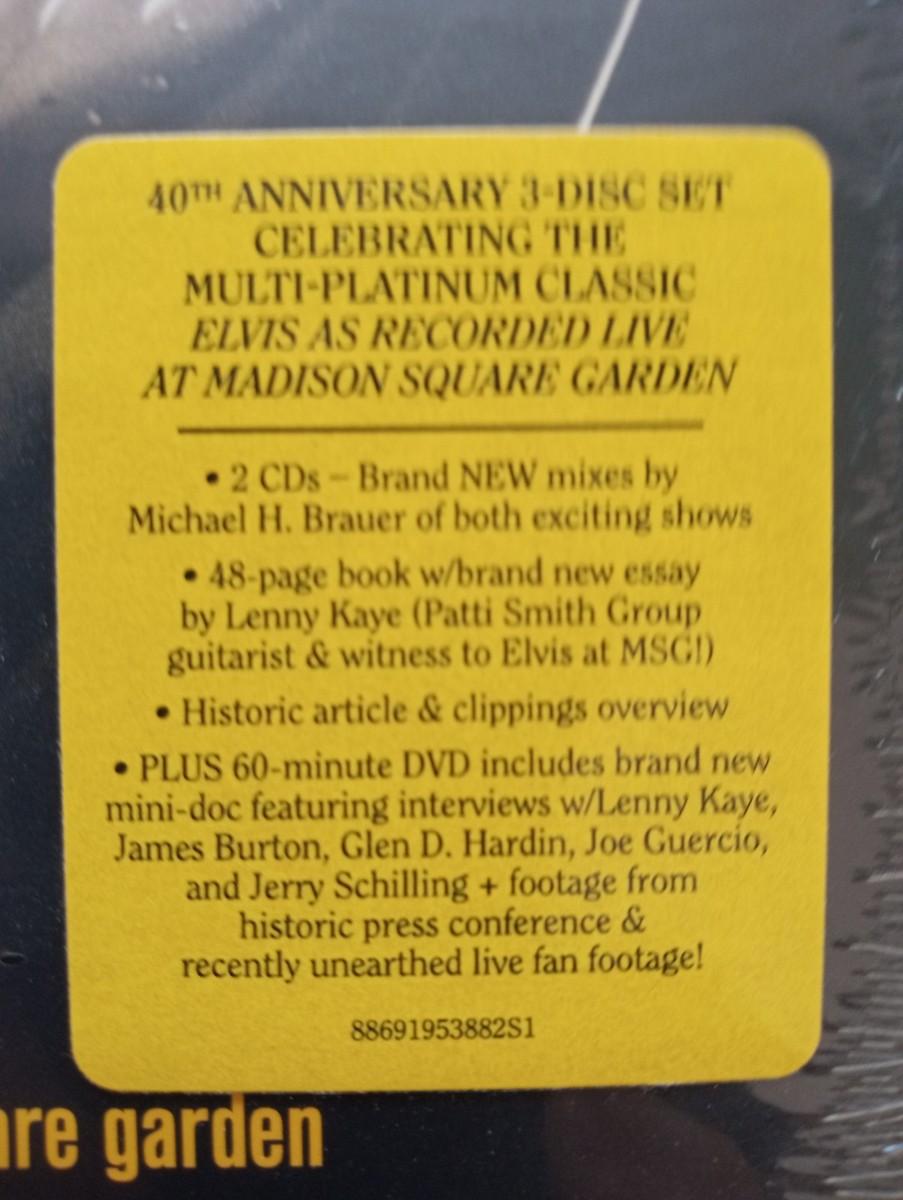 40TH ANNIVERSARY 3-DISC SET
CELEBRATING THE
MULTI-PLATINUM CLASSIC
ELVIS AS RECORDED LIVE
AT MADISON SQUARE GARDEN
• 2 CDs – Brand NEW mixes by
Michael H. Brauer of both exciting shows
• 48-page book w/brand new essay
by Lenny Kaye (Patti Smith Group
guitarist & witness to Elvis at MSG!)
• Historic article & clippings overview
• PLUS 60-minute DVD includes brand new
mini-doc featuring interviews w/Lenny Kaye,
James Burton, Glen D. Hardin, Joe Guercio,
and Jerry Schilling + footage from
historic press conference &
recently unearthed live fan footage!
88691953882S1
are garden